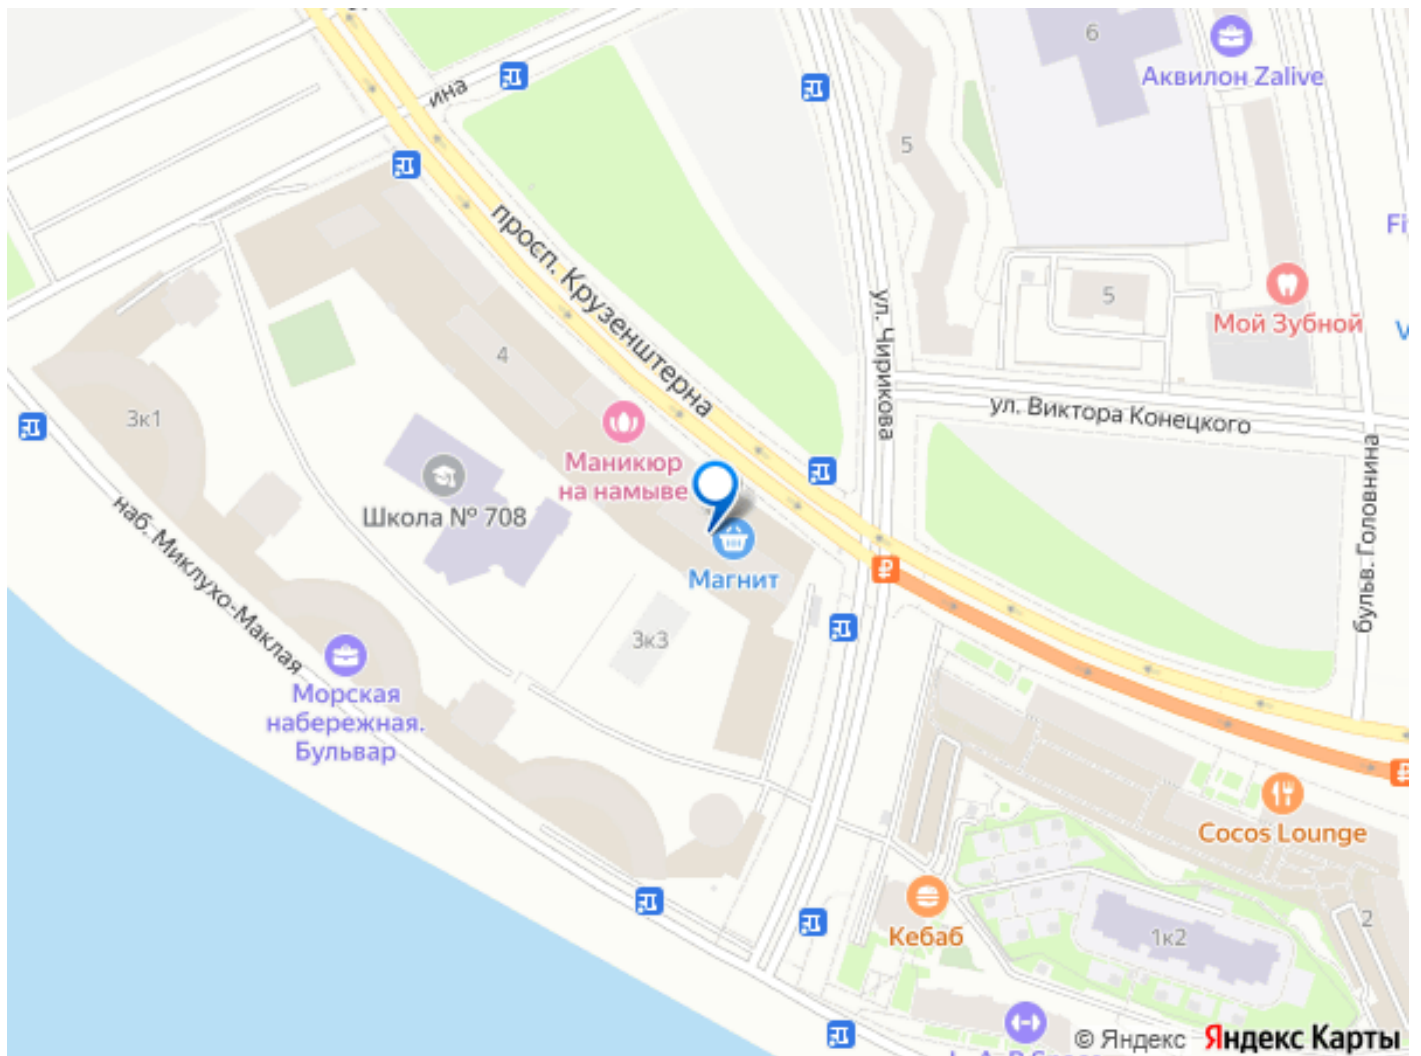 6
Аквилон Zalive
ина
5
просп. Крузенштерна
ул. Чирикова
5
Мой Зубной
4
ул. Виктора Конецкого
3к1
Маникюр
на намыве
бульв. Головнина
Школа № 708
наб. Миклухо-Маклая
Магнит
3к3
Морская
набережная.
Бульвар
Cocos Lounge
Кебаб
1к2
2
© Яндекс Яндекс Карты